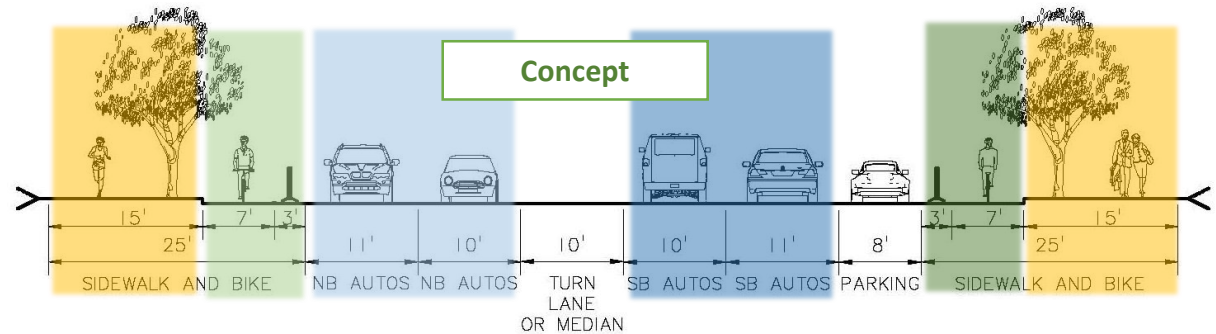 Concept
15' 7' 3' 3' 7' 15'
25' 11' 10' 10' 10' 11' 8' 25'
SIDEWALK AND BIKE NB AUTOS NB AUTOS TURN SB AUTOS SB AUTOS PARKING SIDEWALK AND BIKE
LANE
OR MEDIAN